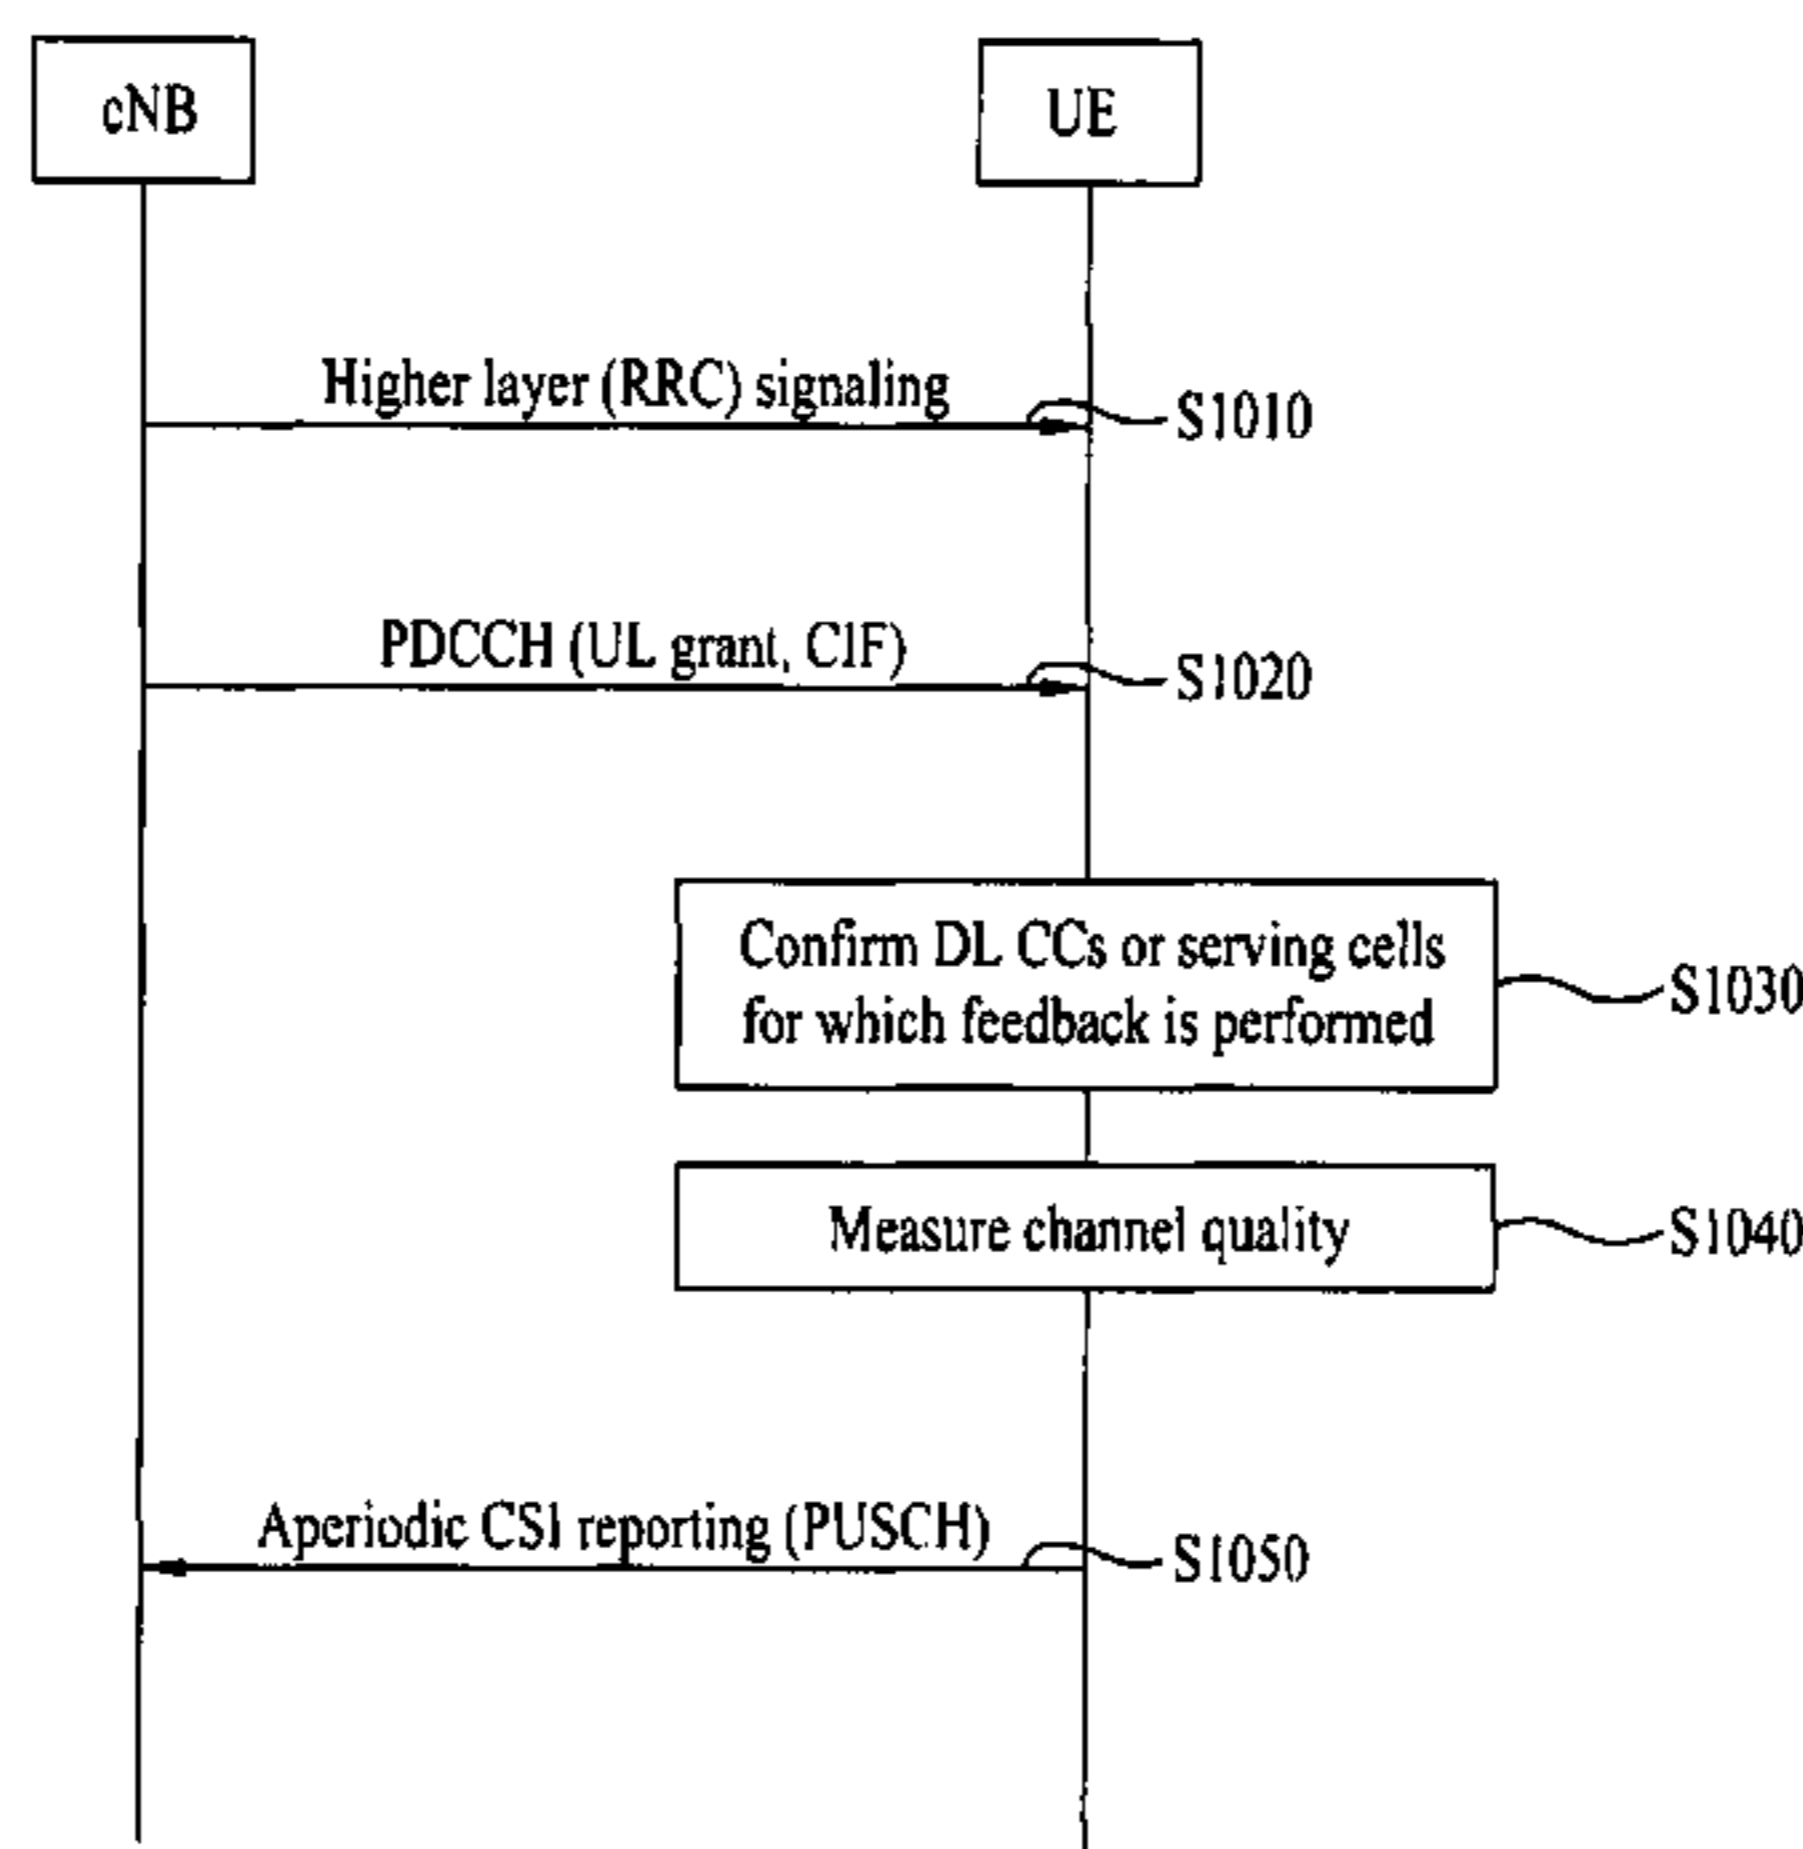 eNB
UE
Higher layer (RRC) signaling
S1010
PDCCH (UL grant, CIF)
S1020
Confirm DL CCs or serving cells
for which feedback is performed
S1030
Measure channel quality
S1040
Aperiodic CSI reporting (PUSCH)
S1050